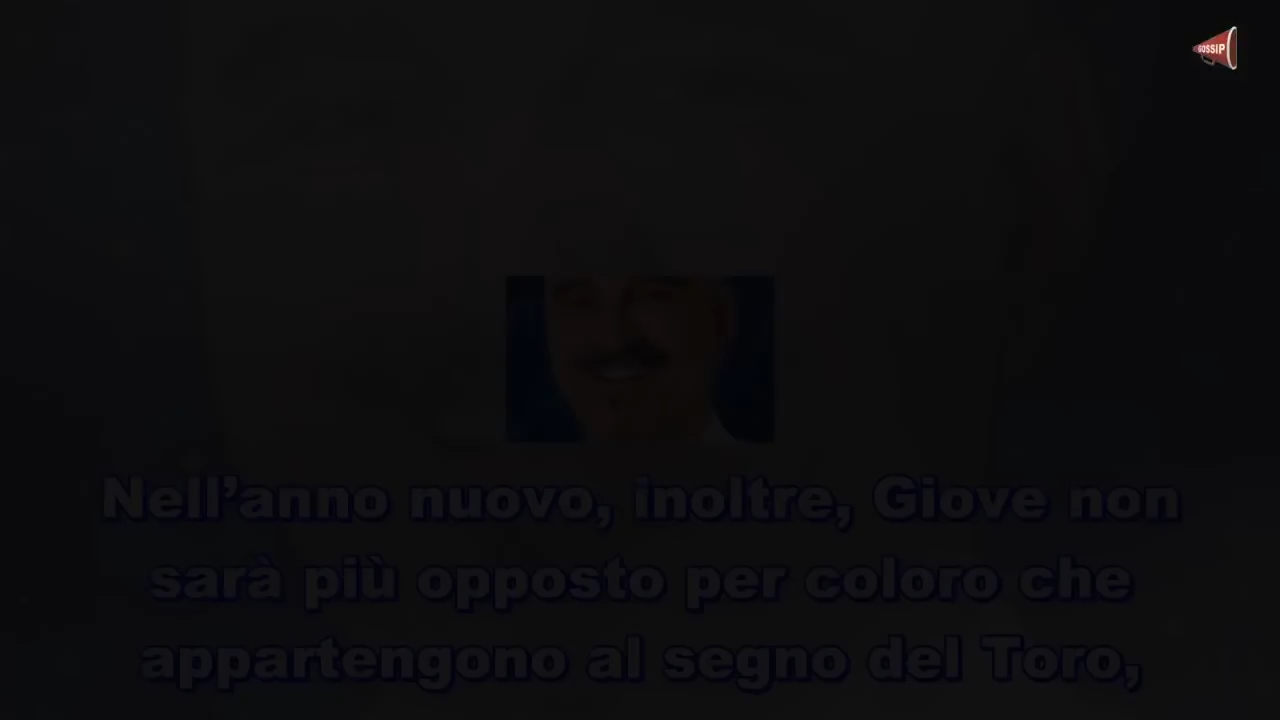 GOSSIP
Nell’anno nuovo, inoltre, Giove non
sarà più opposto per coloro che
appartengono al segno del Toro,